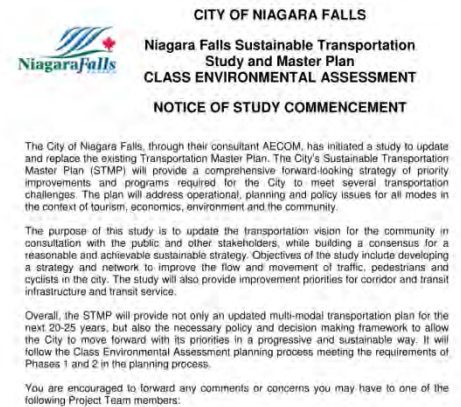 CITY OF NIAGARA FALLS
NiagaraFalls
Niagara Falls Sustainable Transportation
Study and Master Plan
CLASS ENVIRONMENTAL ASSESSMENT
NOTICE OF STUDY COMMENCEMENT
The City of Niagara Falls, through their consultant AECOM, has initiated a study to update
and replace the existing Transportation Master Plan. The City's Sustainable Transportation
Master Plan (STMP) will provide a comprehensive forward-looking strategy of priority
improvements and programs required for the City to meet several transportation
challenges. The plan will address operational, planning and policy issues for all modes in
the context of tourism, economics, environment and the community.
The purpose of this study is to update the transportation vision for the community in
consultation with the public and other stakeholders, while building a consensus for a
reasonable and achievable sustainable strategy. Objectives of the study include developing
a strategy and network to improve the flow and movement of traffic, pedestrians and
cyclists in the city. The study will also provide improvement priorities for corridor and transit
infrastructure and transit service.
Overall, the STMP will provide not only an updated multi-modal transportation plan for the
next 20-25 years, but also the necessary policy and decision making framework to allow
the City to move forward with its priorities in a progressive and sustainable way. It will
follow the Class Environmental Assessment planning process meeting the requirements of
Phases 1 and 2 in the planning process.
You are encouraged to forward any comments or concerns you may have to one of the
following Project Team members: